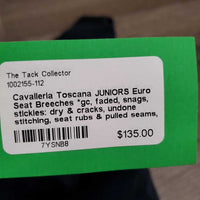 The Tack Collector
1002155-112
Cavalleria Toscana JUNIORS Euro
Seat Breeches *gc, faded, snags,
stickles: dry & cracks, undone
stitching, seat rubs & pulled seams,
$135.00
7YSNB8